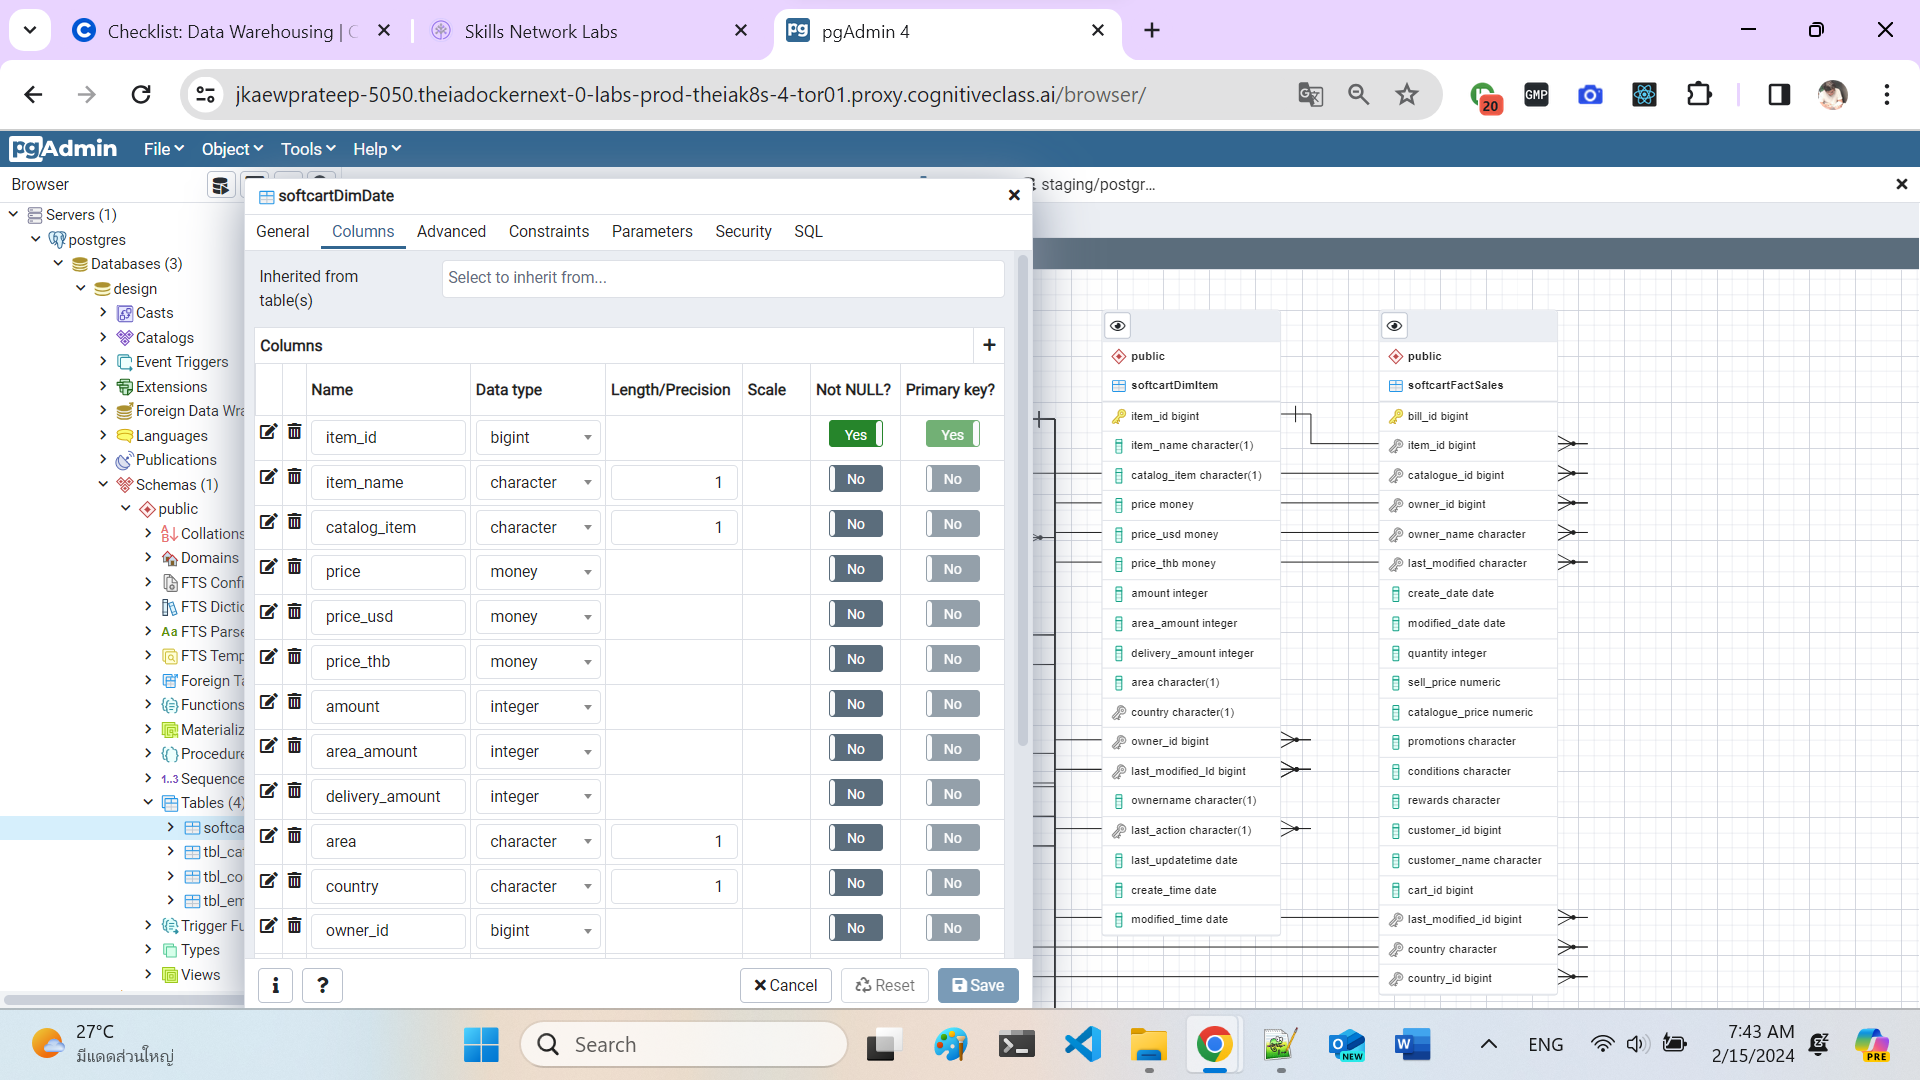 Checklist: Data Warehousing | C
Skills Network Labs
pgAdmin 4
jkaewprateep-5050.theiadockernext-0-labs-prod-theiak8s-4-tor01.proxy.cognitiveclass.ai/browser/
20
GMP
pgAdmin
File
Object
Tools
Help
Browser
staging/postgr...
Servers (1)
postgres
Databases (3)
design
Casts
Catalogs
Event Triggers
Extensions
Foreign Data Wra
Languages
Publications
Schemas (1)
public
Collations
Domains
FTS Confi
FTS Dictio
FTS Parse
FTS Temp
Foreign Ta
Functions
Materializ
Procedure
Sequence
Tables (4)
softca
tbl_ca
tbl_co
tbl_em
Trigger Fu
Types
Views
softcartDimDate
General
Columns
Advanced
Constraints
Parameters
Security
SQL
Inherited from
table(s)
Select to inherit from...
Columns
Name Data type Length/Precision Scale Not NULL? Primary key?
item_id bigint Yes Yes
item_name character 1 No No
catalog_item character 1 No No
price money No No
price_usd money No No
price_thb money No No
amount integer No No
area_amount integer No No
delivery_amount integer No No
area character 1 No No
country character 1 No No
owner_id bigint No No
Cancel
Reset
Save
public
softcartDimItem
item_id bigint
item_name character(1)
catalog_item character(1)
price money
price_usd money
price_thb money
amount integer
area_amount integer
delivery_amount integer
area character(1)
country character(1)
owner_id bigint
last_modified_Id bigint
ownername character(1)
last_action character(1)
last_updatetime date
create_time date
modified_time date
public
softcartFactSales
bill_id bigint
item_id bigint
catalogue_id bigint
owner_id bigint
owner_name character
last_modified character
create_date date
modified_date date
quantity integer
sell_price numeric
catalogue_price numeric
promotions character
conditions character
rewards character
customer_id bigint
customer_name character
cart_id bigint
last_modified_id bigint
country character
country_id bigint
27°C
มีแดดส่วนใหญ่
Search
NEW
ENG
7:43 AM
2/15/2024
PRE